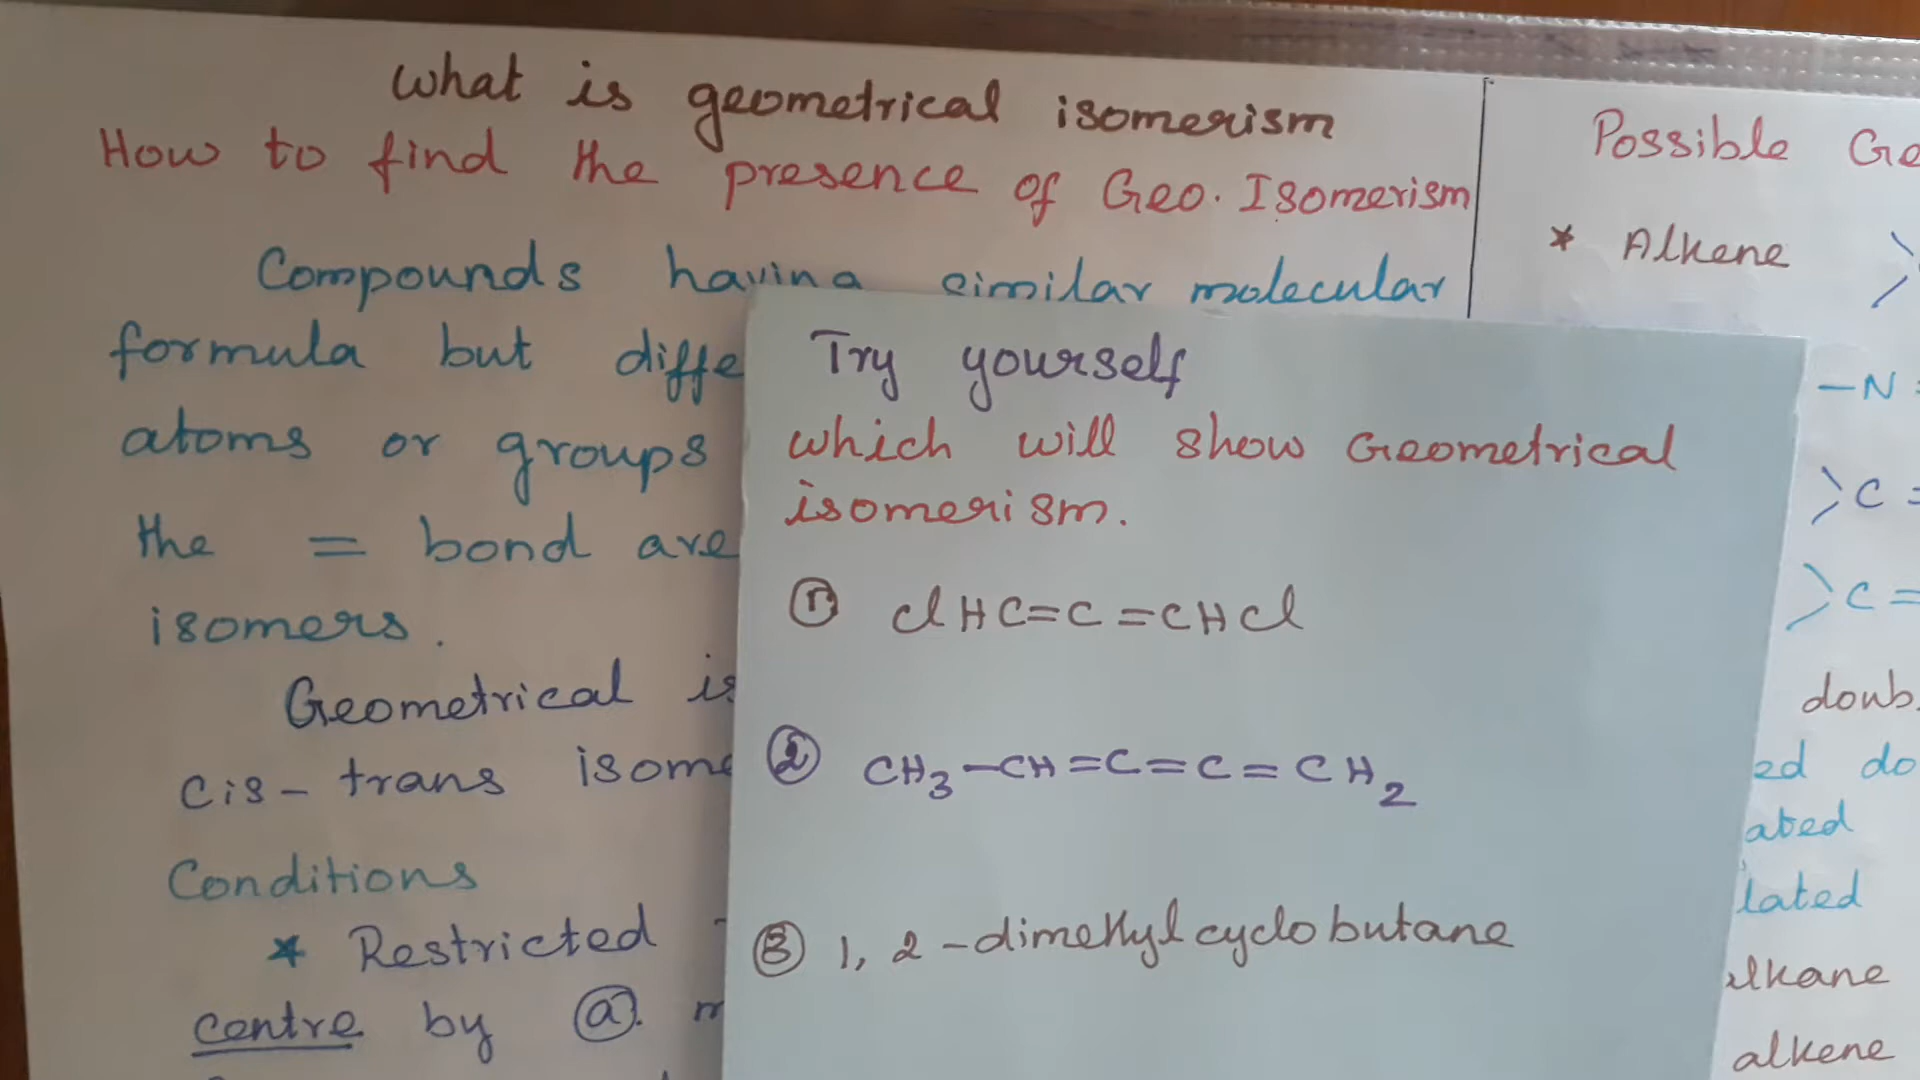 What is geometrical isomerism
How to find the presence of Geo. Isomerism
Compounds having similar molecular
formula but diffe
atoms or groups
the = bond are
isomers.
Geometrical is
Cis- trans isome
Conditions
* Restricted
centre by ⓐ. m
Try yourself
which will show Geometrical
isomerism.
① ClHC=C=CHCl
② CH3-CH=C=C=CH2
③ 1, 2-dimethyl cyclobutane
Possible Ge
* Alkene >
-N=
>C=
>C=
doub
ed do
ated
lated
lkane
alkene